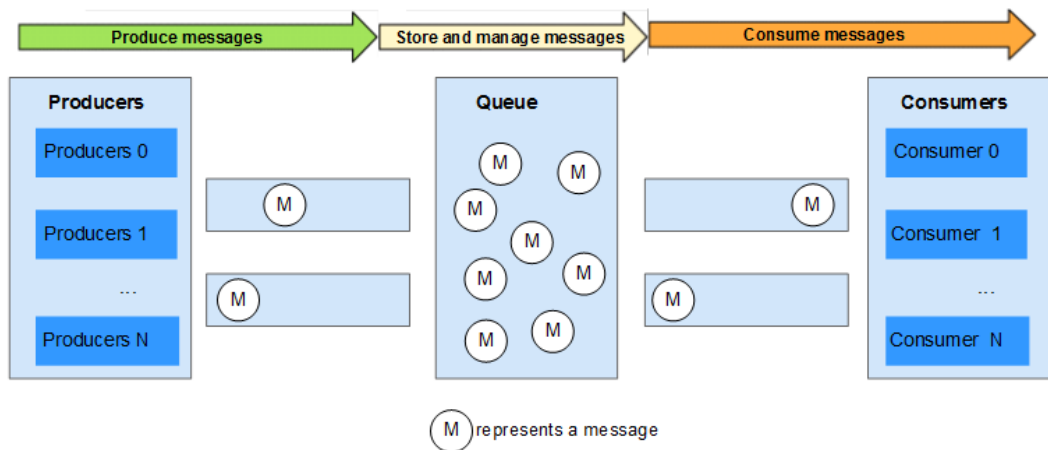 Produce messages
Store and manage messages
Consume messages
Producers
Producers 0
Producers 1
...
Producers N
M
M
Queue
M
M
M
M
M
M
M
M
M
M
Consumers
Consumer 0
Consumer 1
...
Consumer N
M represents a message